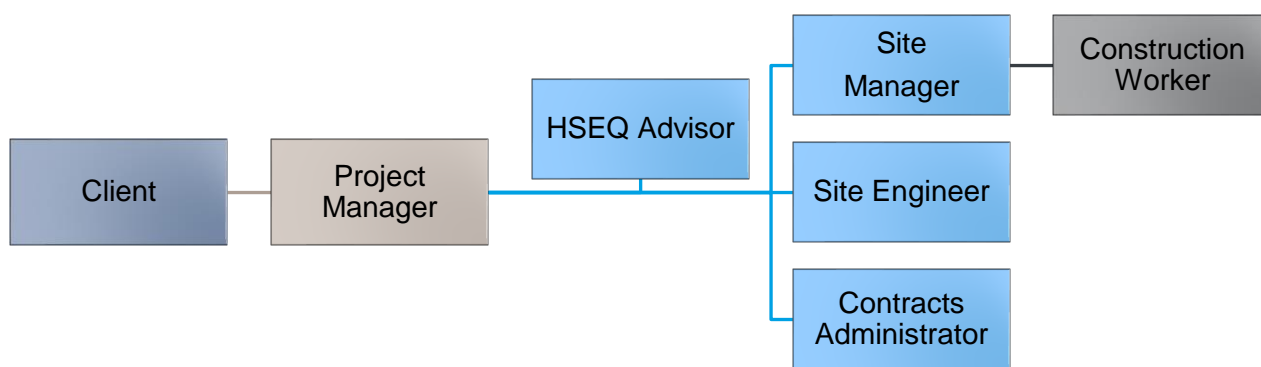 Client
Project
Manager
HSEQ Advisor
Site
Manager
Construction
Worker
Site Engineer
Contracts
Administrator